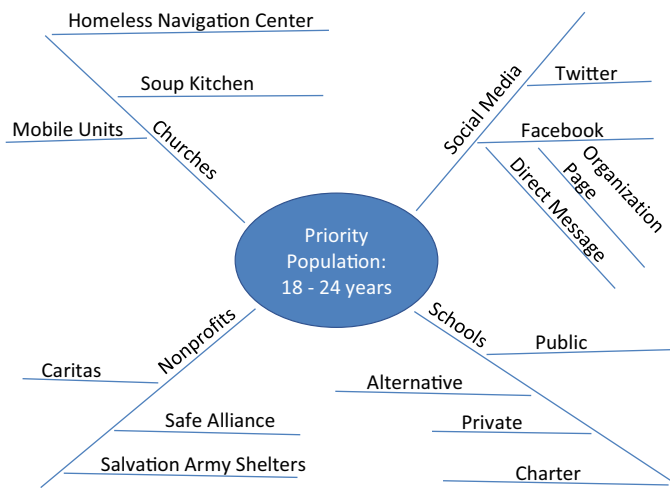 Homeless Navigation Center
Soup Kitchen
Mobile Units
Churches
Social Media
Twitter
Facebook
Direct Message
Organization
Page
Priority
Population:
18 - 24 years
Nonprofits
Caritas
Safe Alliance
Salvation Army Shelters
Schools
Public
Alternative
Private
Charter